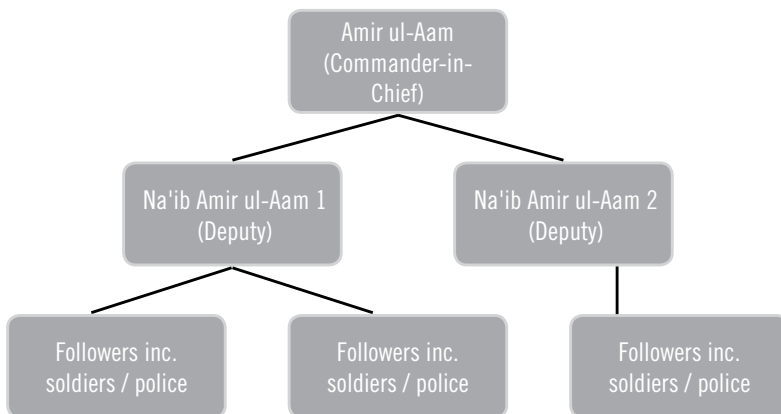 Amir ul-Aam
(Commander-in-
Chief)
Na'ib Amir ul-Aam 1
(Deputy)
Na'ib Amir ul-Aam 2
(Deputy)
Followers inc.
soldiers / police
Followers inc.
soldiers / police
Followers inc.
soldiers / police